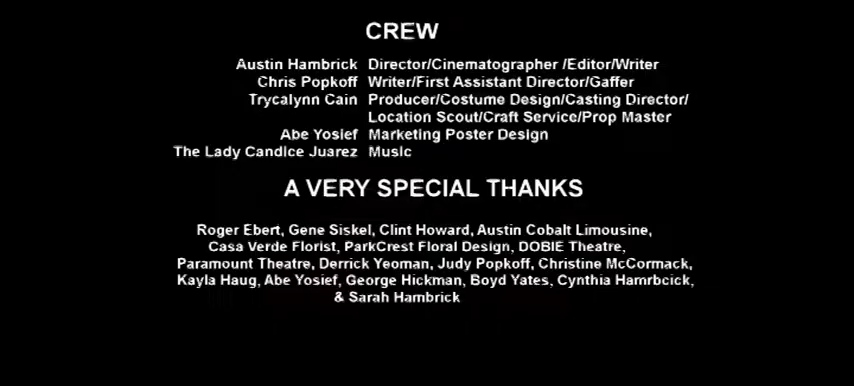 CREW
Austin Hambrick Director/Cinematographer /Editor/Writer
Chris Popkoff Writer/First Assistant Director/Gaffer
Trycalynn Cain Producer/Costume Design/Casting Director/
Location Scout/Craft Service/Prop Master
Abe Yosief Marketing Poster Design
The Lady Candice Juarez Music
A VERY SPECIAL THANKS
Roger Ebert, Gene Siskel, Clint Howard, Austin Cobalt Limousine,
Casa Verde Florist, ParkCrest Floral Design, DOBIE Theatre,
Paramount Theatre, Derrick Yeoman, Judy Popkoff, Christine McCormack,
Kayla Haug, Abe Yosief, George Hickman, Boyd Yates, Cynthia Hamrbcick,
& Sarah Hambrick